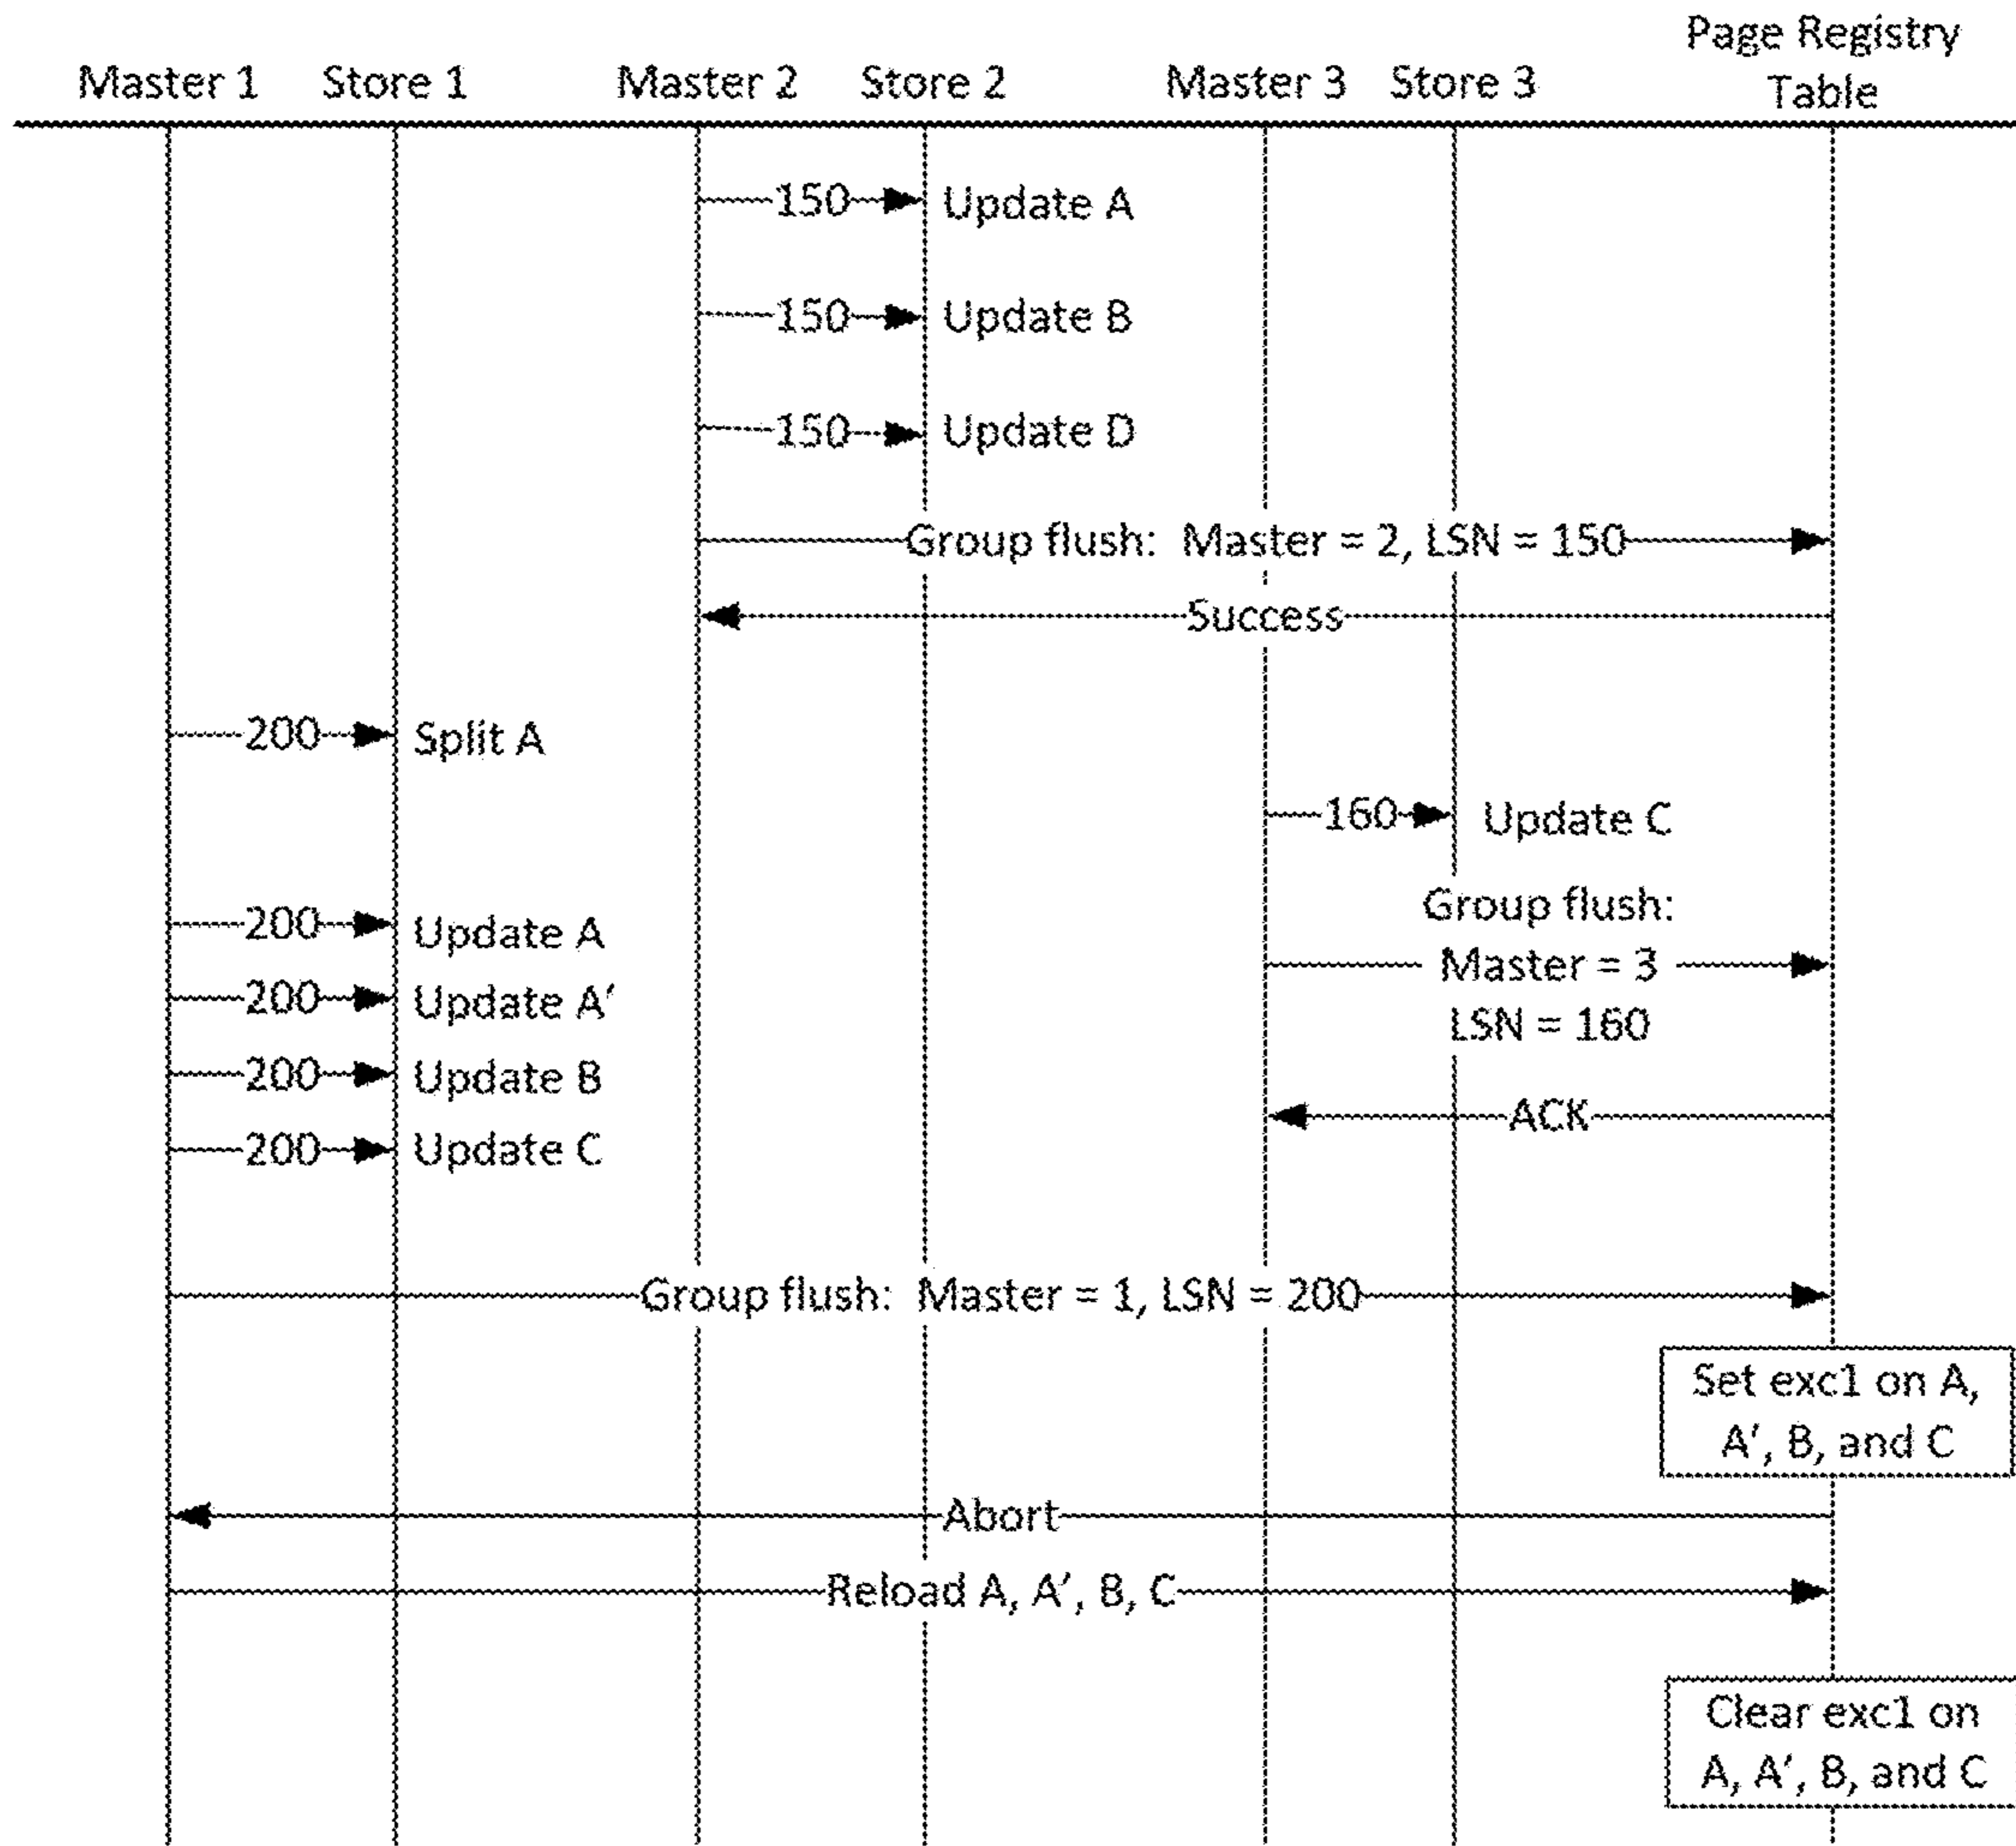 Page Registry
Master 1 Store 1 Master 2 Store 2 Master 3 Store 3 Table
150 Update A
150 Update B
150 Update D
Group flush: Master = 2, LSN = 150
Success
200 Split A
160 Update C
Group flush:
200 Update A
Master = 3
200 Update A′
LSN = 160
200 Update B
ACK
200 Update C
Group flush: Master = 1, LSN = 200
Set exc1 on A,
A′, B, and C
Abort
Reload A, A′, B, C
Clear exc1 on
A, A′, B, and C